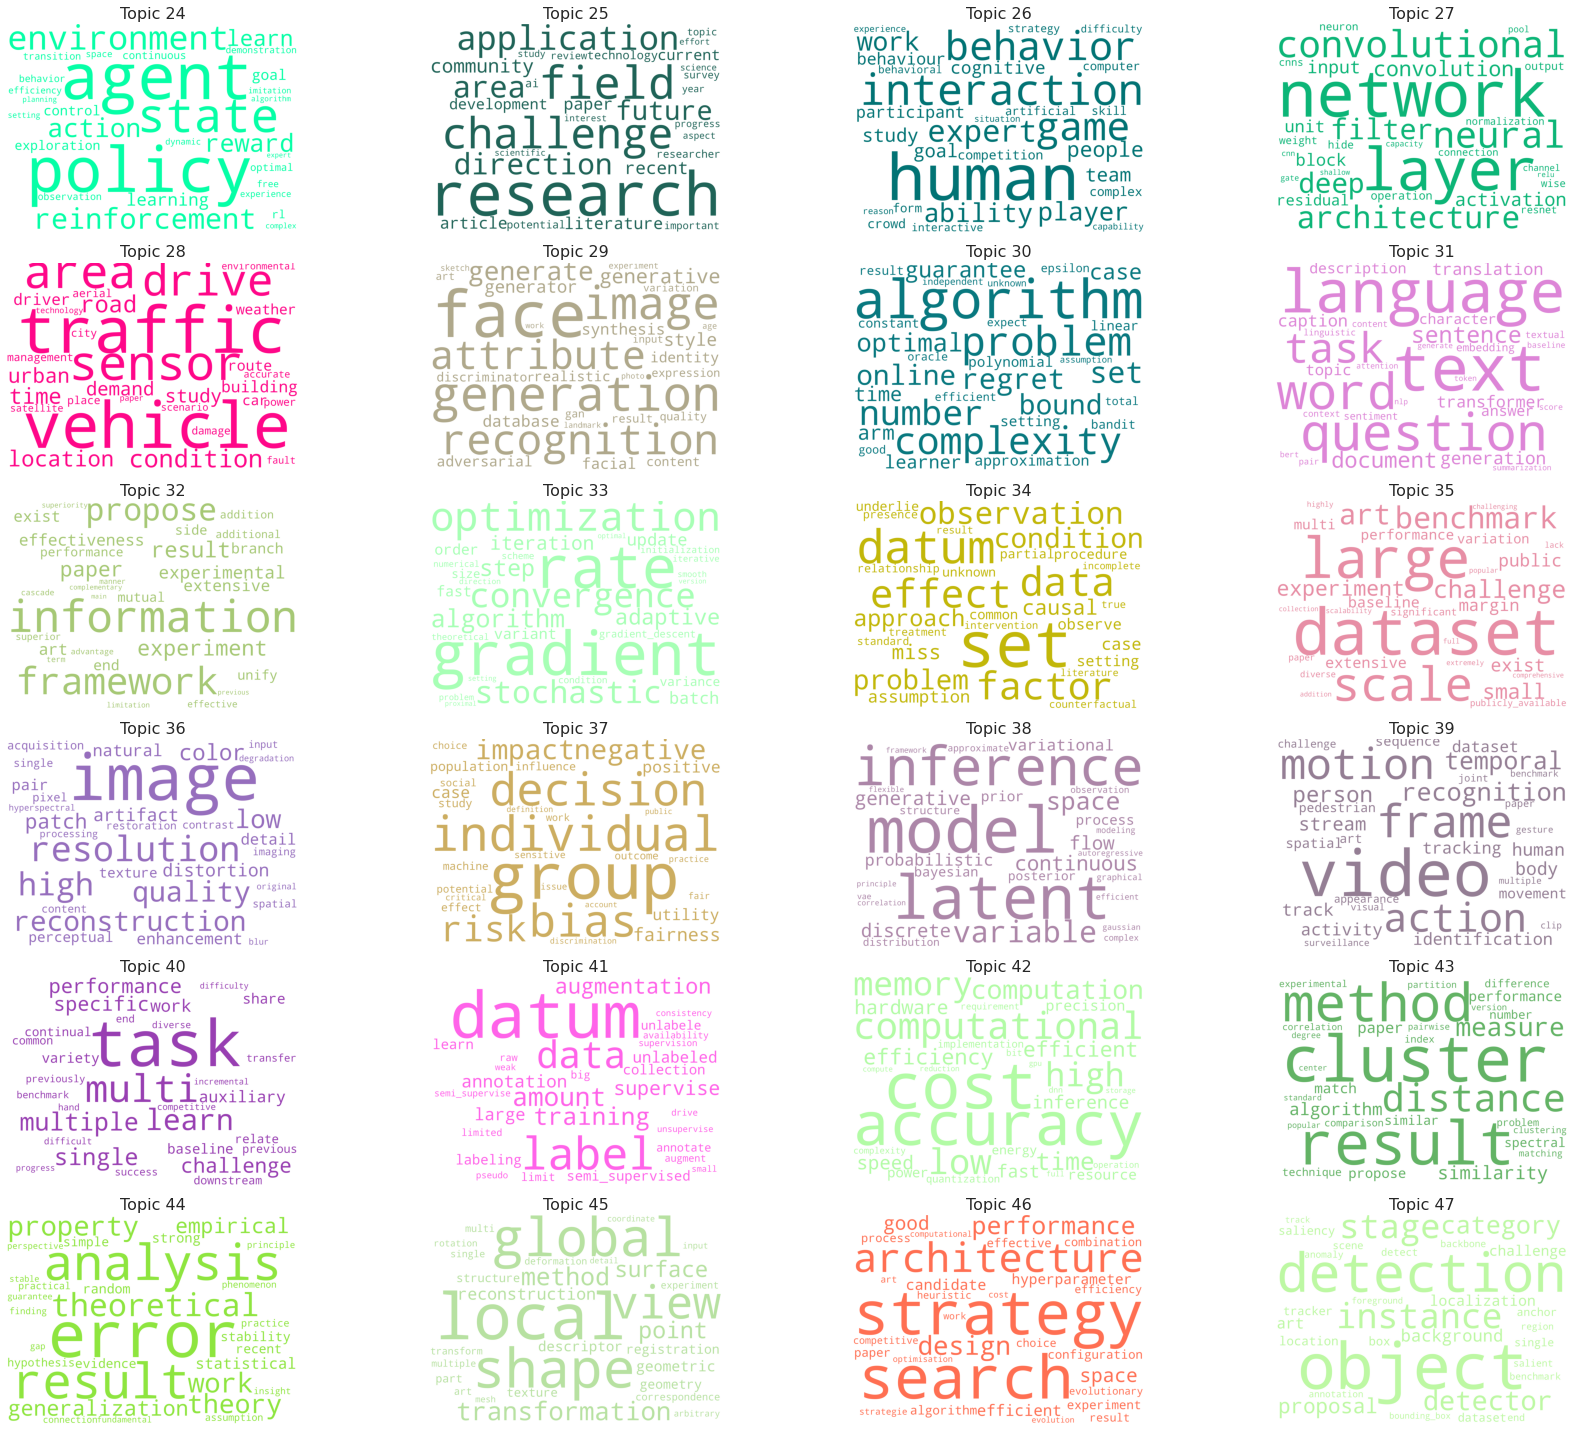 Topic 24
environment learn
transition space continuous demonstration
agent goal
behavior
efficiency imitation
planning algorithm
setting control state
action reward
exploration dynamic expert
policy optimal
observation free
experience
learning
reinforcement rl
complex
Topic 25
application topic
effort
study review technology current
community science
survey
area ai field year
development paper future
interest
challenge progress
aspect
scientific researcher
direction recent
research
article potential literature important
Topic 26
experience strategy difficulty
work behavior
behaviour
behavioral cognitive computer
interaction
participant artificial skill
situation
study expert game
goal competition people
human team
complex
reason form ability player
crowd interactive capability
Topic 27
neuron pool
convolutional
cnns input convolution output
network
normalization
unit filter neural
weight hide capacity connection
cnn block channel
shallow relu
gate deep layer wise
residual operation activation
architecture resnet
Topic 28
area drive environmental
driver aerial road weather
technology
traffic
city
management sensor route
accurate
urban demand building
time place paper study car power
satellite scenario
vehicle damage
location condition fault
Topic 29
sketch generate experiment
art generative
generator variation
face image
work age
synthesis style
input
attribute identity
discriminator realistic photo expression
generation
database gan result quality
landmark
recognition
adversarial facial content
Topic 30
result guarantee epsilon case
independent unknown
algorithm
constant expect linear
optimal problem
oracle polynomial assumption
online regret set
time efficient
number bound total
setting bandit
arm complexity
good
learner approximation
Topic 31
description translation
language
caption content character
linguistic sentence textual
generate embedding baseline
task text
topic attention
token
word transformer
context nlp answer score
sentiment
question
bert
pair document generation
summarization
Topic 32
superiority propose addition
exist side additional
effectiveness result branch
performance
paper experimental
manner extensive
complementary
cascade main mutual
information
superior
art advantage experiment
term end
framework unify
previous
limitation effective
Topic 33
optimization
optimal
order iteration update
scheme initialization
numerical step rate iterative
size smooth
direction version
fast convergence
algorithm adaptive
theoretical variant gradient_descent
gradient
setting condition variance
stochastic
problem batch
proximal
Topic 34
underlie observation
presence
result
datum condition
partial procedure
relationship unknown incomplete
effect data
common causal true
approach intervention observe
treatment
standard miss set case
setting
literature
problem factor
assumption counterfactual
Topic 35
highly challenging
multi art benchmark
performance variation lack
large public
popular
experiment challenge
baseline margin
collection scalability significant
dataset
full
paper extensive extremely exist
diverse comprehensive
addition scale small
publicly_available
Topic 36
acquisition natural color input
degradation
single image
pair
pixel
hyperspectral artifact low
patch restoration contrast
processing resolution detail
imaging
texture distortion
high quality original
content spatial
reconstruction
perceptual enhancement blur
Topic 37
choice impact negative
population influence positive
social decision
case
study definition public
work
individual
sensitive outcome practice
machine group
issue fair
potential
critical
effect risk bias utility
account fairness
discrimination
Topic 38
framework approximate variational
inference
flexible observation
generative prior space
structure process
model modeling
flow
autoregressive
probabilistic continuous
bayesian posterior graphical
principle latent efficient
vae
correlation
discrete variable gaussian
distribution complex
Topic 39
challenge sequence dataset
motion temporal
joint benchmark
person recognition
pedestrian paper
stream frame gesture
spatial art tracking human
video body
multiple
appearance movement
track visual action
activity clip
surveillance identification
Topic 40
performance difficulty
specific work share
end diverse
continual task
common
variety transfer
previously multi incremental
benchmark auxiliary
hand competitive
multiple learn
difficult baseline relate
previous
single challenge
progress success downstream
Topic 41
augmentation
datum consistency
unlabele
availability
learn data supervision
raw unlabeled
weak collection
annotation big
semi_supervise amount supervise
large training drive
limited unsupervise
label annotate
labeling augment
pseudo limit semi_supervised small
Topic 42
memory computation
hardware requirement precision
computational
implementation
efficiency bit efficient
reduction gpu
compute cost high storage
inference
accuracy
complexity energy
speed low fast time operation
power full resource
quantization
Topic 43
experimental partition difference
method performance
version number
correlation paper pairwise measure
degree index
cluster
center
match distance
standard
algorithm similar problem
popular comparison clustering
result spectral
matching
technique propose similarity
Topic 44
property empirical
perspective simple strong principle
analysis
stable practical phenomenon
guarantee random
finding theoretical
error practice
stability
gap recent
hypothesis evidence statistical
result work insight
generalization theory
connection fundamental assumption
Topic 45
coordinate
multi global input
rotation
single deformation detail
structure method surface
reconstruction experiment
local view
point
transform descriptor registration
multiple shape geometric
part geometry
art texture correspondence
mesh
transformation arbitrary
Topic 46
good performance
process computational effective combination
architecture
art candidate hyperparameter
heuristic cost efficiency
strategy
work
competitive design choice
paper optimisation configuration
search space
evolutionary
experiment
strategie algorithm efficient result
evolution
Topic 47
track stage category
saliency
scene backbone
anomaly detect challenge
detection
foreground localization
tracker instance anchor
art region
location box background single
object salient
benchmark
annotation
proposal detector
bounding_box dataset end